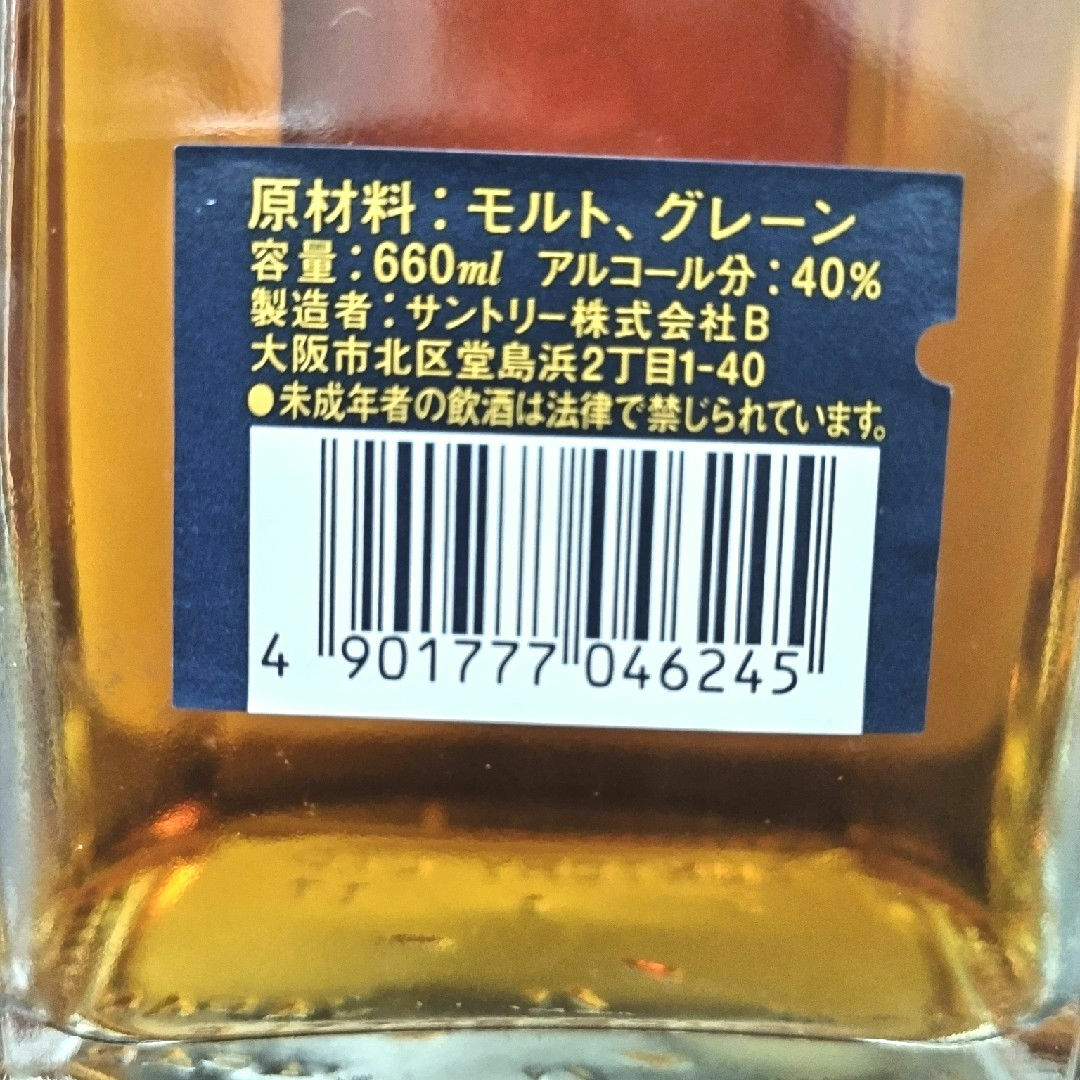 原材料：モルト、グレーン
容量：660ml アルコール分：40%
製造者：サントリー株式会社B
大阪市北区堂島浜2丁目1-40
●未成年者の飲酒は法律で禁じられています。
4 901777 046245